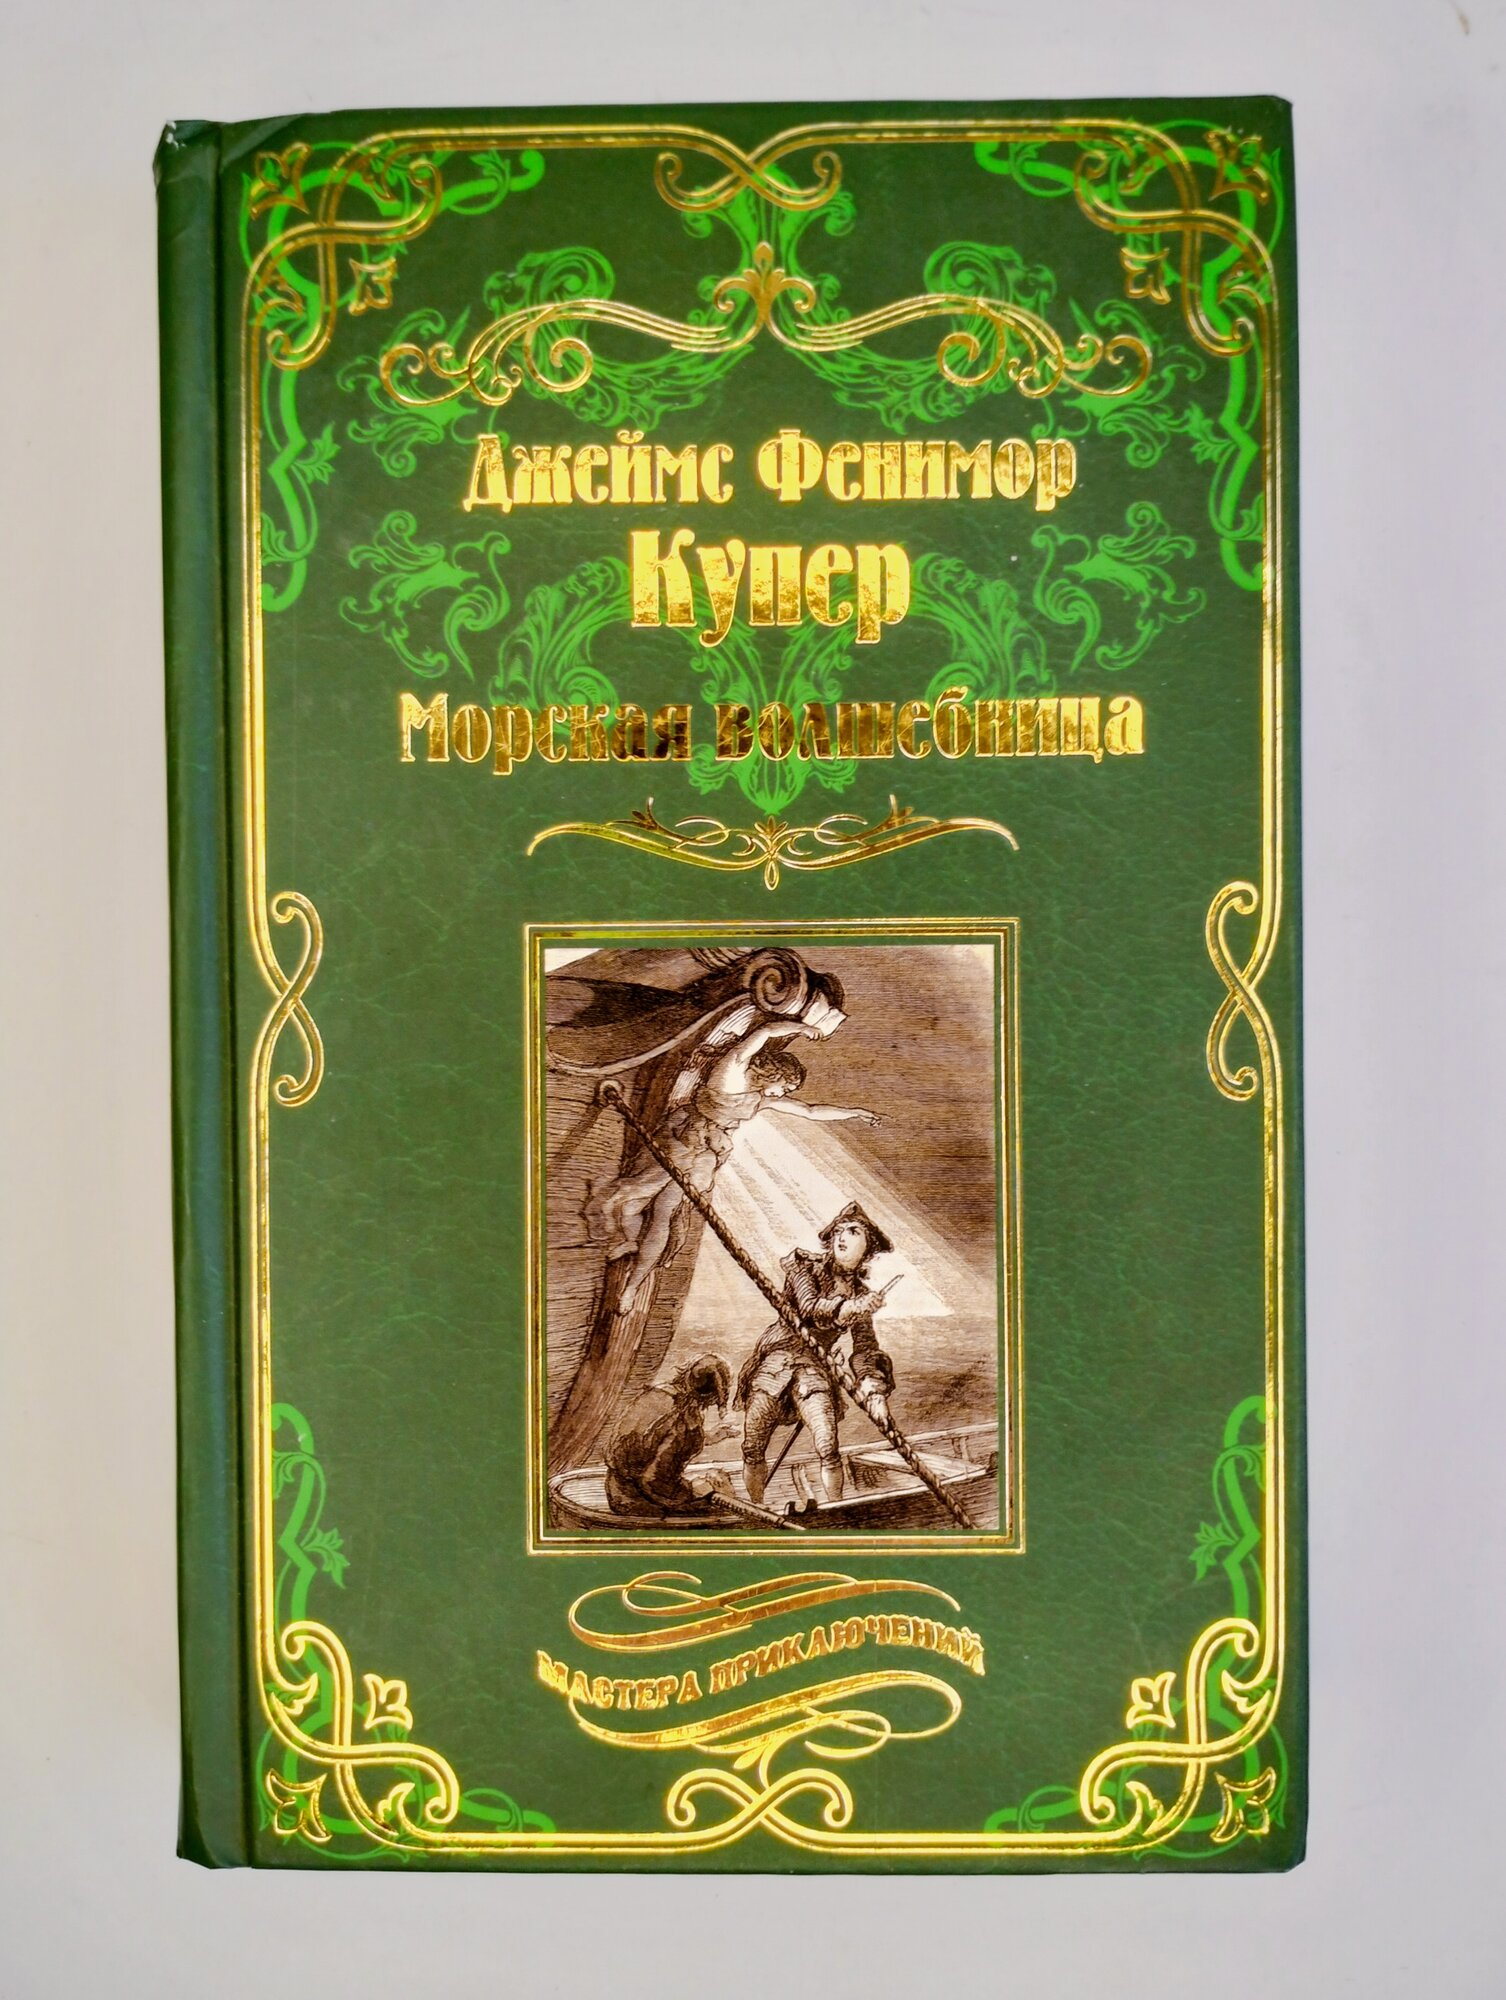 Джеймс Фенимор
Купер
Морская волшебница
МАСТЕРА ПРИКЛЮЧЕНИЙ